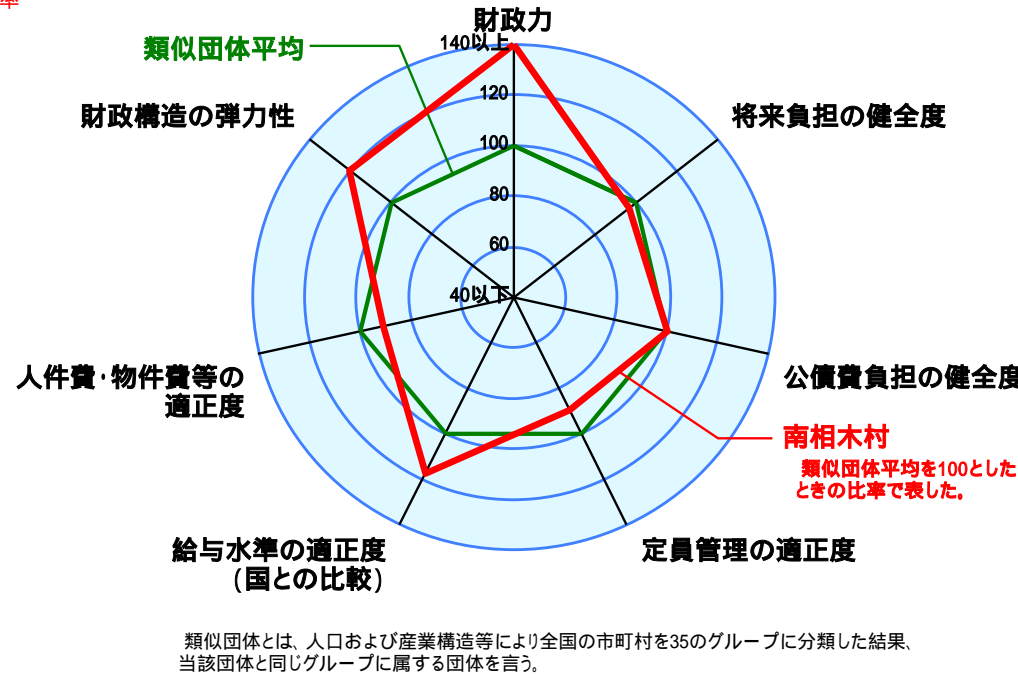 率
財政力
140以上
類似団体平均
120
財政構造の弾力性
将来負担の健全度
100
80
60
40以下
人件費・物件費等の
適正度
公債費負担の健全度
南相木村
類似団体平均を100とした
ときの比率で表した。
給与水準の適正度
(国との比較)
定員管理の適正度
類似団体とは、人口および産業構造等により全国の市町村を35のグループに分類した結果、
当該団体と同じグループに属する団体を言う。